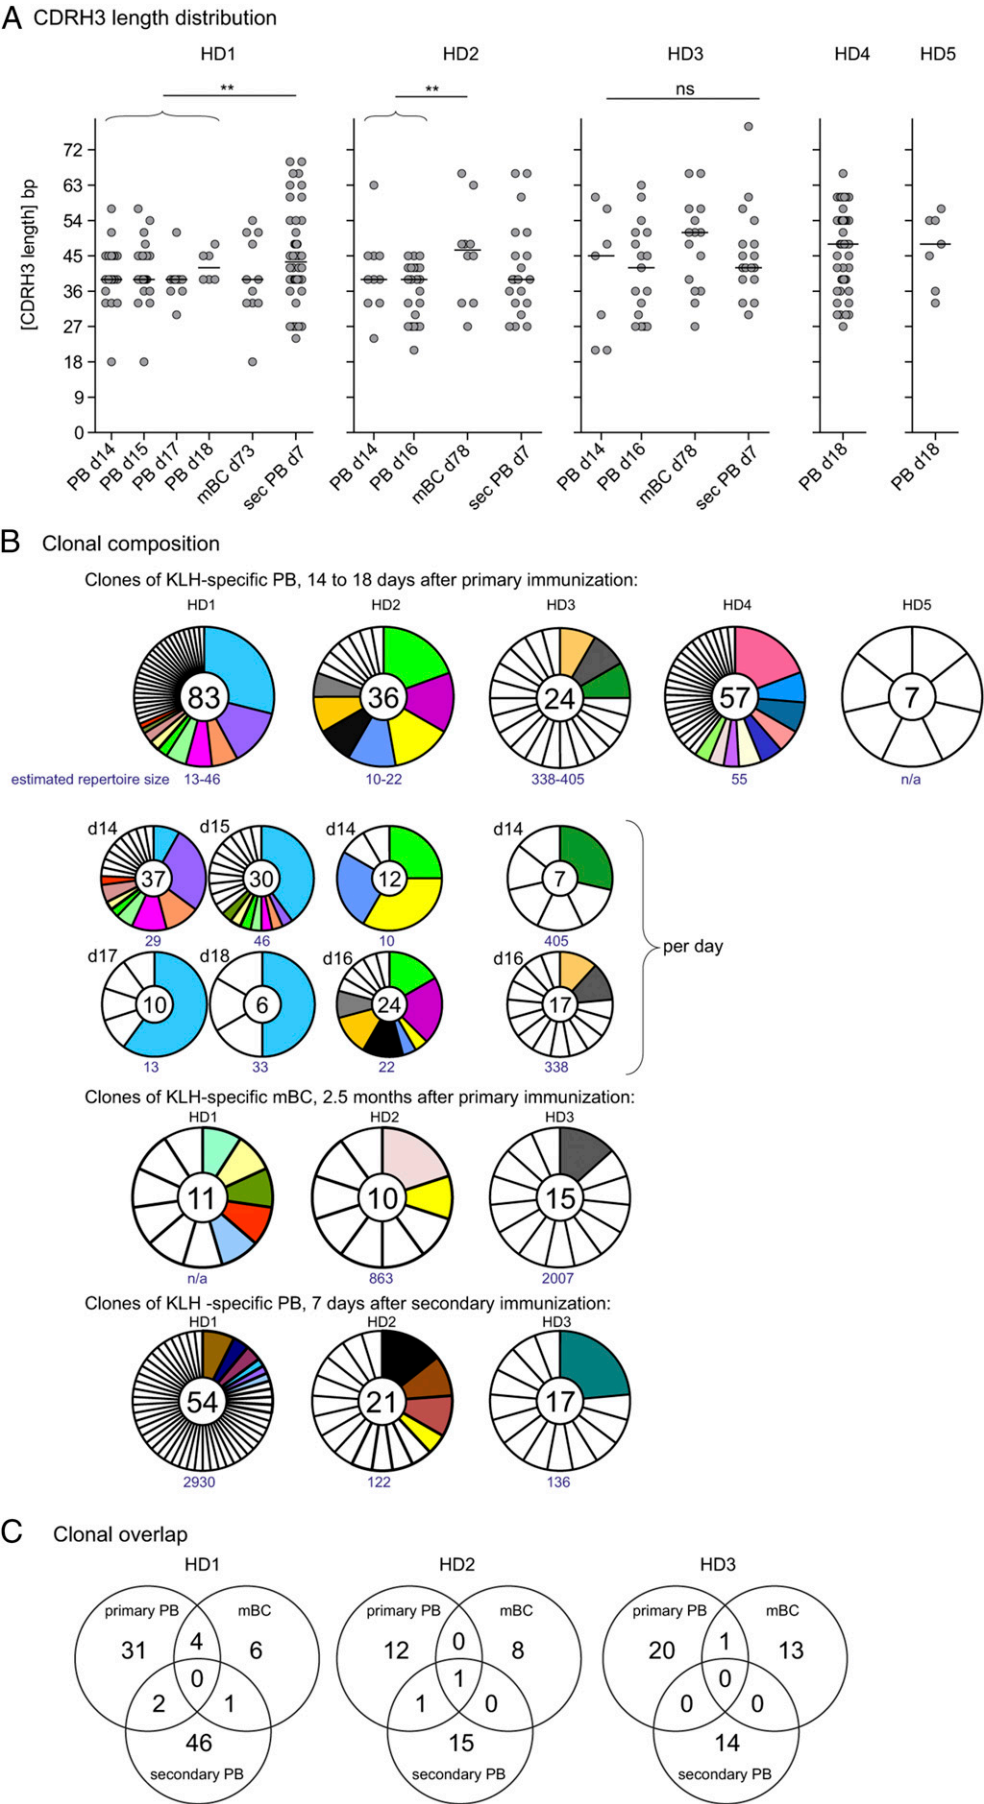 A CDRH3 length distribution
HD1 HD2 HD3 HD4 HD5
** ** ns
[CDRH3 length] bp
72
63
54
45
36
27
18
9
0
PB d14 PB d15 PB d17 PB d18 mBC d73 sec PB d7 PB d14 PB d16 mBC d78 sec PB d7 PB d14 PB d16 mBC d78 sec PB d7 PB d18 PB d18
B Clonal composition
Clones of KLH-specific PB, 14 to 18 days after primary immunization:
HD1 HD2 HD3 HD4 HD5
83 36 24 57 7
estimated repertoire size 13-46 10-22 338-405 55 n/a
d14 d15 d14 d14
37 30 12 7
29 46 10 405
per day
d17 d18 d16 d16
10 6 24 17
13 33 22 338
Clones of KLH-specific mBC, 2.5 months after primary immunization:
HD1 HD2 HD3
11 10 15
n/a 863 2007
Clones of KLH -specific PB, 7 days after secondary immunization:
HD1 HD2 HD3
54 21 17
2930 122 136
C Clonal overlap
HD1 HD2 HD3
primary PB mBC primary PB mBC primary PB mBC
31 4 6 12 0 8 20 1 13
0 1 0
2 1 1 0 0 0
46 15 14
secondary PB secondary PB secondary PB